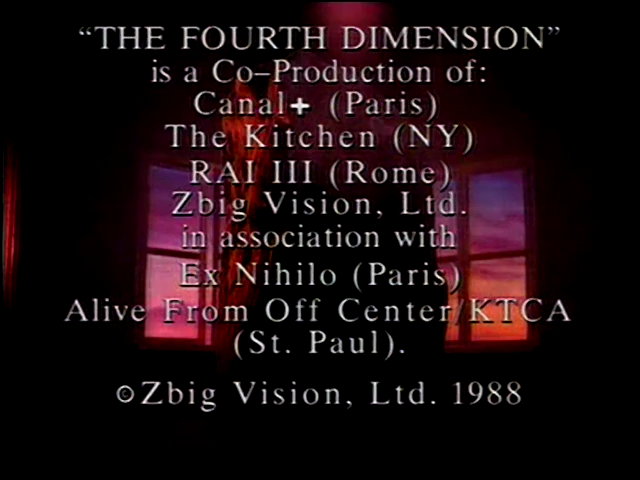 “THE FOURTH DIMENSION”
is a Co–Production of:
Canal+ (Paris)
The Kitchen (NY)
RAI III (Rome)
Zbig Vision, Ltd.
in association with
Ex Nihilo (Paris)
Alive From Off Center/KTCA
(St. Paul).
©Zbig Vision, Ltd. 1988